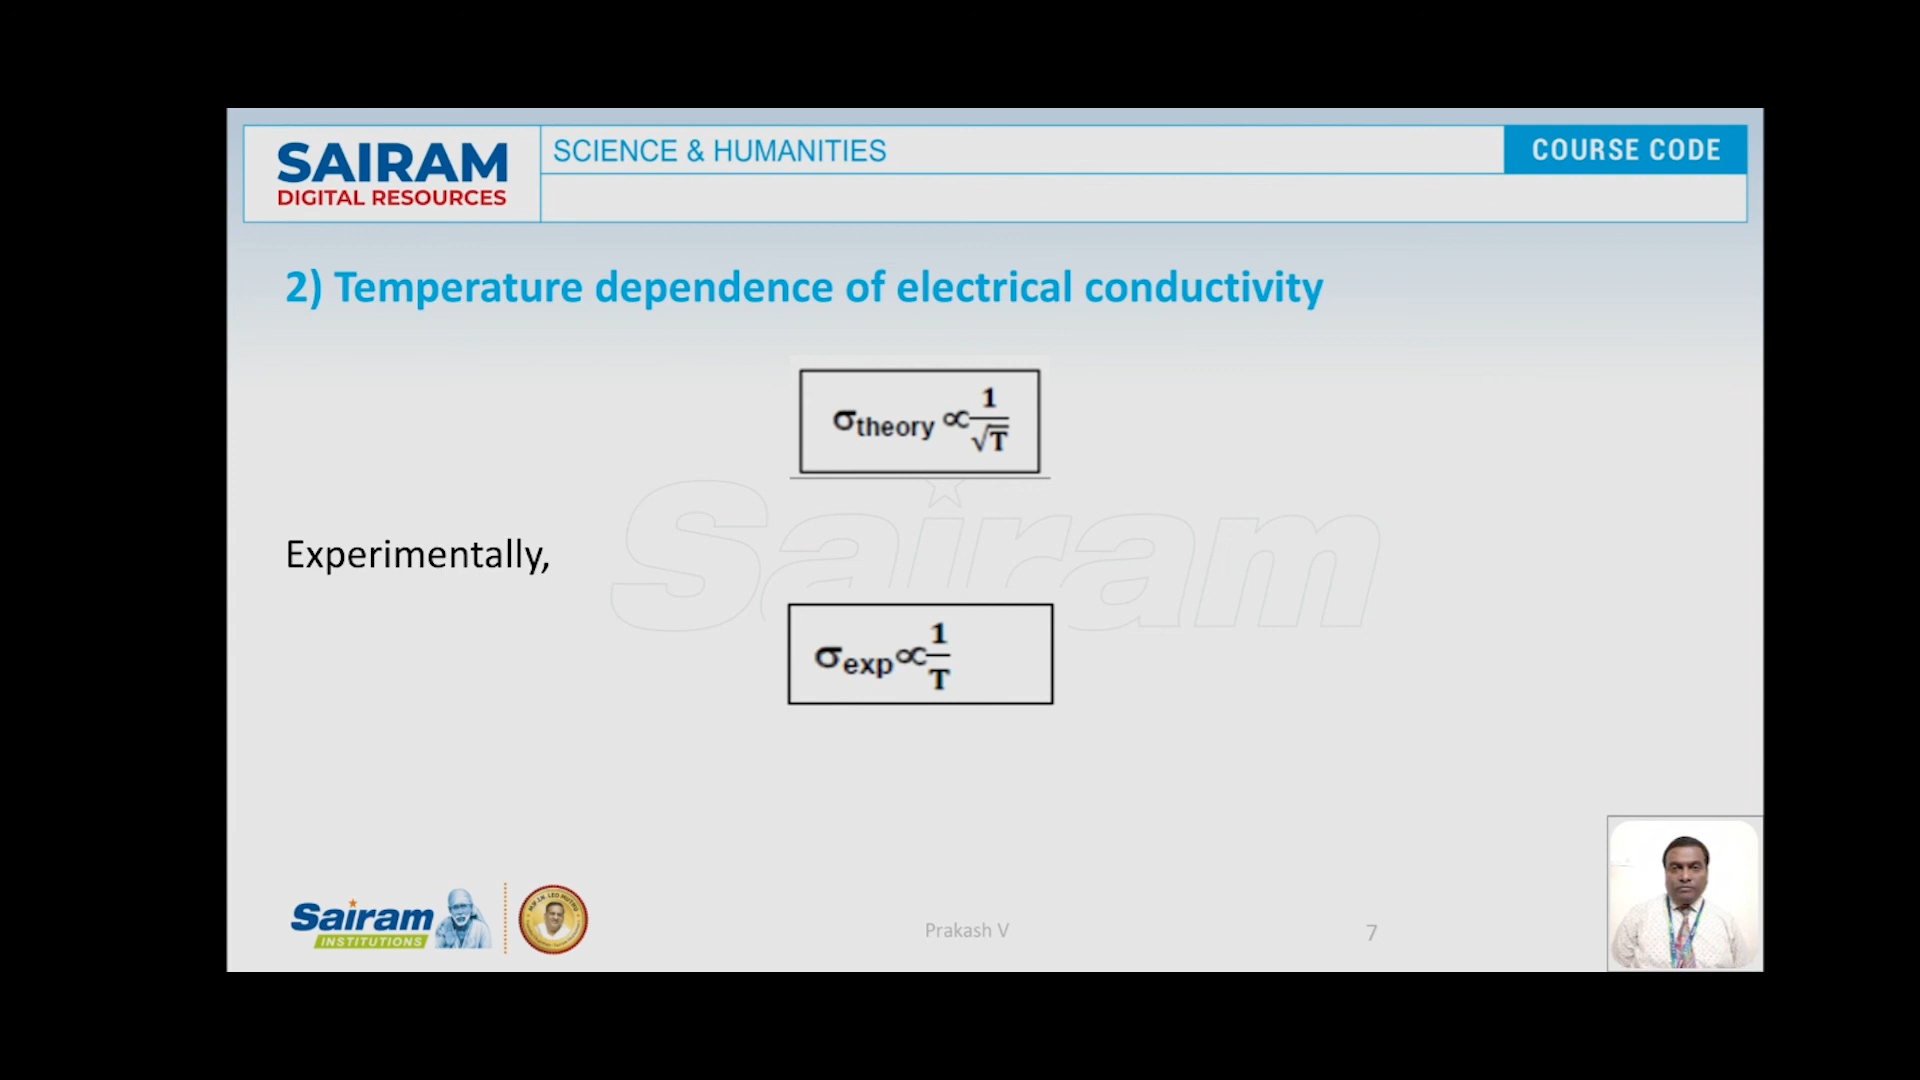 SAIRAM
DIGITAL RESOURCES
SCIENCE & HUMANITIES
COURSE CODE
2) Temperature dependence of electrical conductivity
σtheory ∝ 1/√T
Sairam
Experimentally,
σexp ∝ 1/T
Sairam
INSTITUTIONS
Prakash V
7